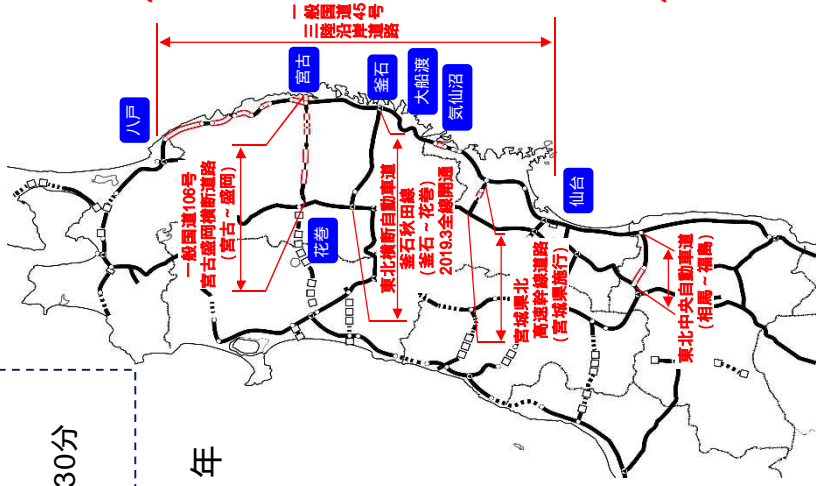 一般国道45号
三陸沿岸道路
八戸
宮古
釜石
大船渡
気仙沼
仙台
花巻
一般国道106号
宮古盛岡横断道路
(宮古~盛岡)
東北横断自動車道
釜石秋田線
(釜石~花巻)
2019.3全線開通
宮城県北
高速幹線道路
(宮城県施行)
東北中央自動車道
(相馬~福島)
30分
年